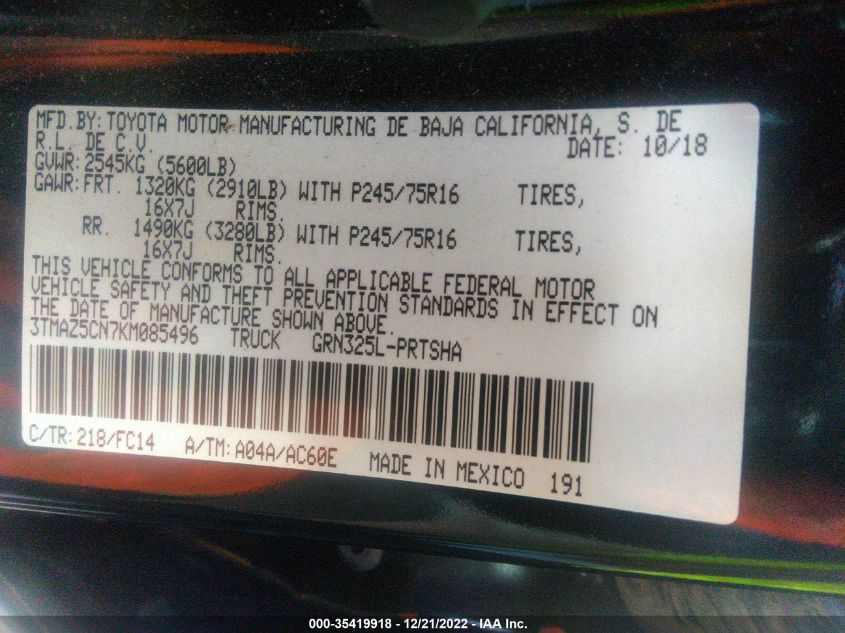 MFD.BY: TOYOTA MOTOR MANUFACTURING DE BAJA CALIFORNIA, S. DE
R.L. DE C.V. DATE: 10/18
GVWR: 2545KG (5600LB)
GAWR: FRT. 1320KG (2910LB) WITH P245/75R16 TIRES,
16X7J RIMS.
RR. 1490KG (3280LB) WITH P245/75R16 TIRES,
16X7J RIMS.
THIS VEHICLE CONFORMS TO ALL APPLICABLE FEDERAL MOTOR
VEHICLE SAFETY AND THEFT PREVENTION STANDARDS IN EFFECT ON
THE DATE OF MANUFACTURE SHOWN ABOVE.
3TMAZ5CN7KM085496 TRUCK GRN325L-PRTSHA
C/TR: 218/FC14 A/TM: A04A/AC60E MADE IN MEXICO 191
000-35419918 - 12/21/2022 - IAA Inc.